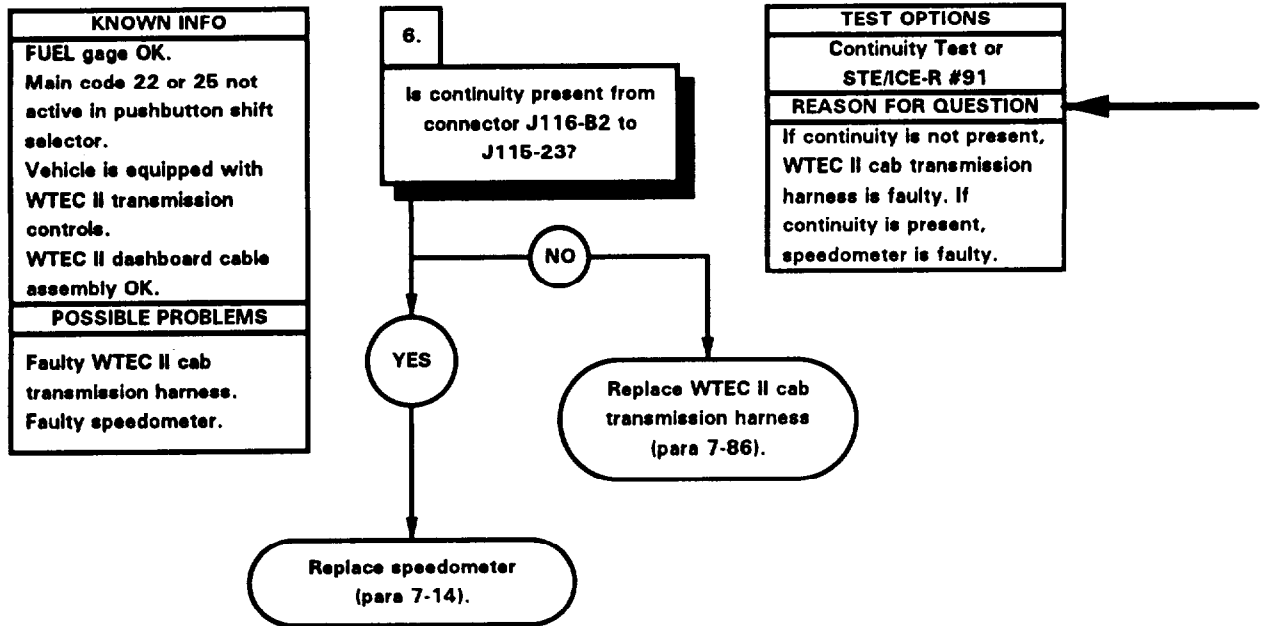 KNOWN INFO
FUEL gage OK.
Main code 22 or 25 not
active in pushbutton shift
selector.
Vehicle is equipped with
WTEC II transmission
controls.
WTEC II dashboard cable
assembly OK.
POSSIBLE PROBLEMS
Faulty WTEC II cab
transmission harness.
Faulty speedometer.
6.
Is continuity present from
connector J116-B2 to
J115-23?
TEST OPTIONS
Continuity Test or
STE/ICE-R #91
REASON FOR QUESTION
If continuity is not present,
WTEC II cab transmission
harness is faulty. If
continuity is present,
speedometer is faulty.
NO
YES
Replace WTEC II cab
transmission harness
(para 7-86).
Replace speedometer
(para 7-14).